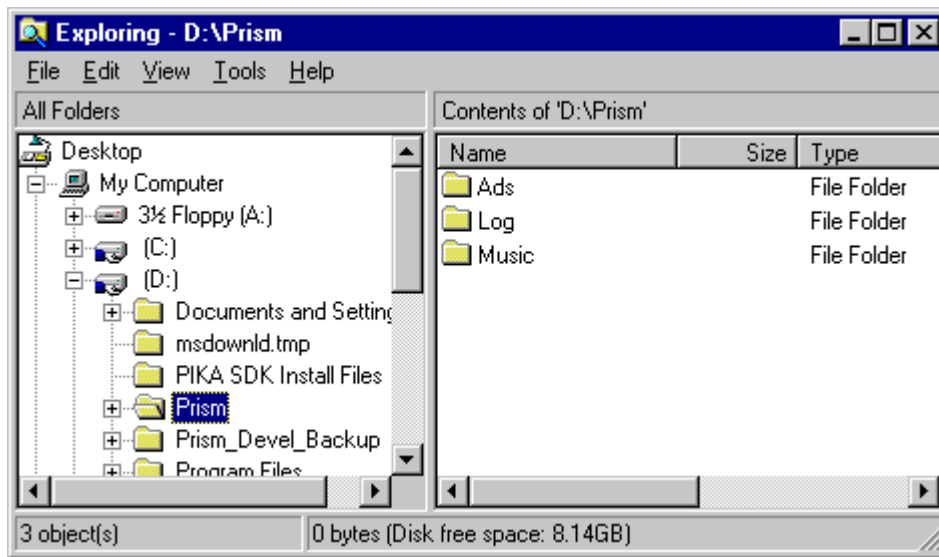 Exploring - D:\Prism
File Edit View Tools Help
All Folders
Contents of 'D:\Prism'
Desktop
My Computer
3½ Floppy (A:)
(C:)
(D:)
Documents and Setting
msdownld.tmp
PIKA SDK Install Files
Prism
Prism_Devel_Backup
Program Files
Name Size Type
Ads File Folder
Log File Folder
Music File Folder
3 object(s)
0 bytes (Disk free space: 8.14GB)